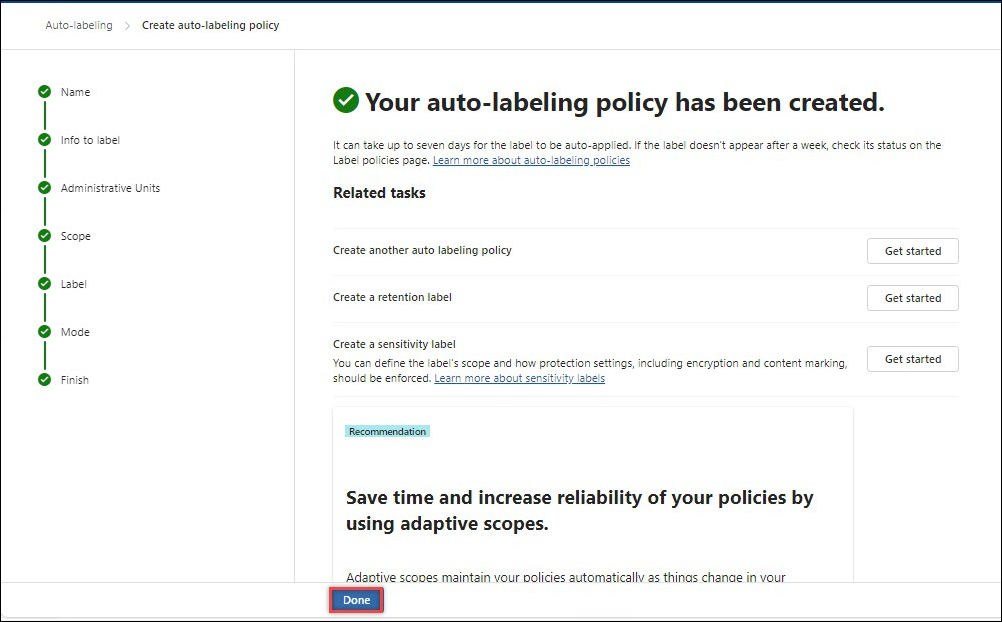 Auto-labeling > Create auto-labeling policy
Name
Info to label
Administrative Units
Scope
Label
Mode
Finish
Your auto-labeling policy has been created.
It can take up to seven days for the label to be auto-applied. If the label doesn't appear after a week, check its status on the
Label policies page. Learn more about auto-labeling policies
Related tasks
Create another auto labeling policy
Get started
Create a retention label
Get started
Create a sensitivity label
You can define the label's scope and how protection settings, including encryption and content marking,
should be enforced. Learn more about sensitivity labels
Get started
Recommendation
Save time and increase reliability of your policies by
using adaptive scopes.
Adaptive scopes maintain your policies automatically as things change in your
Done